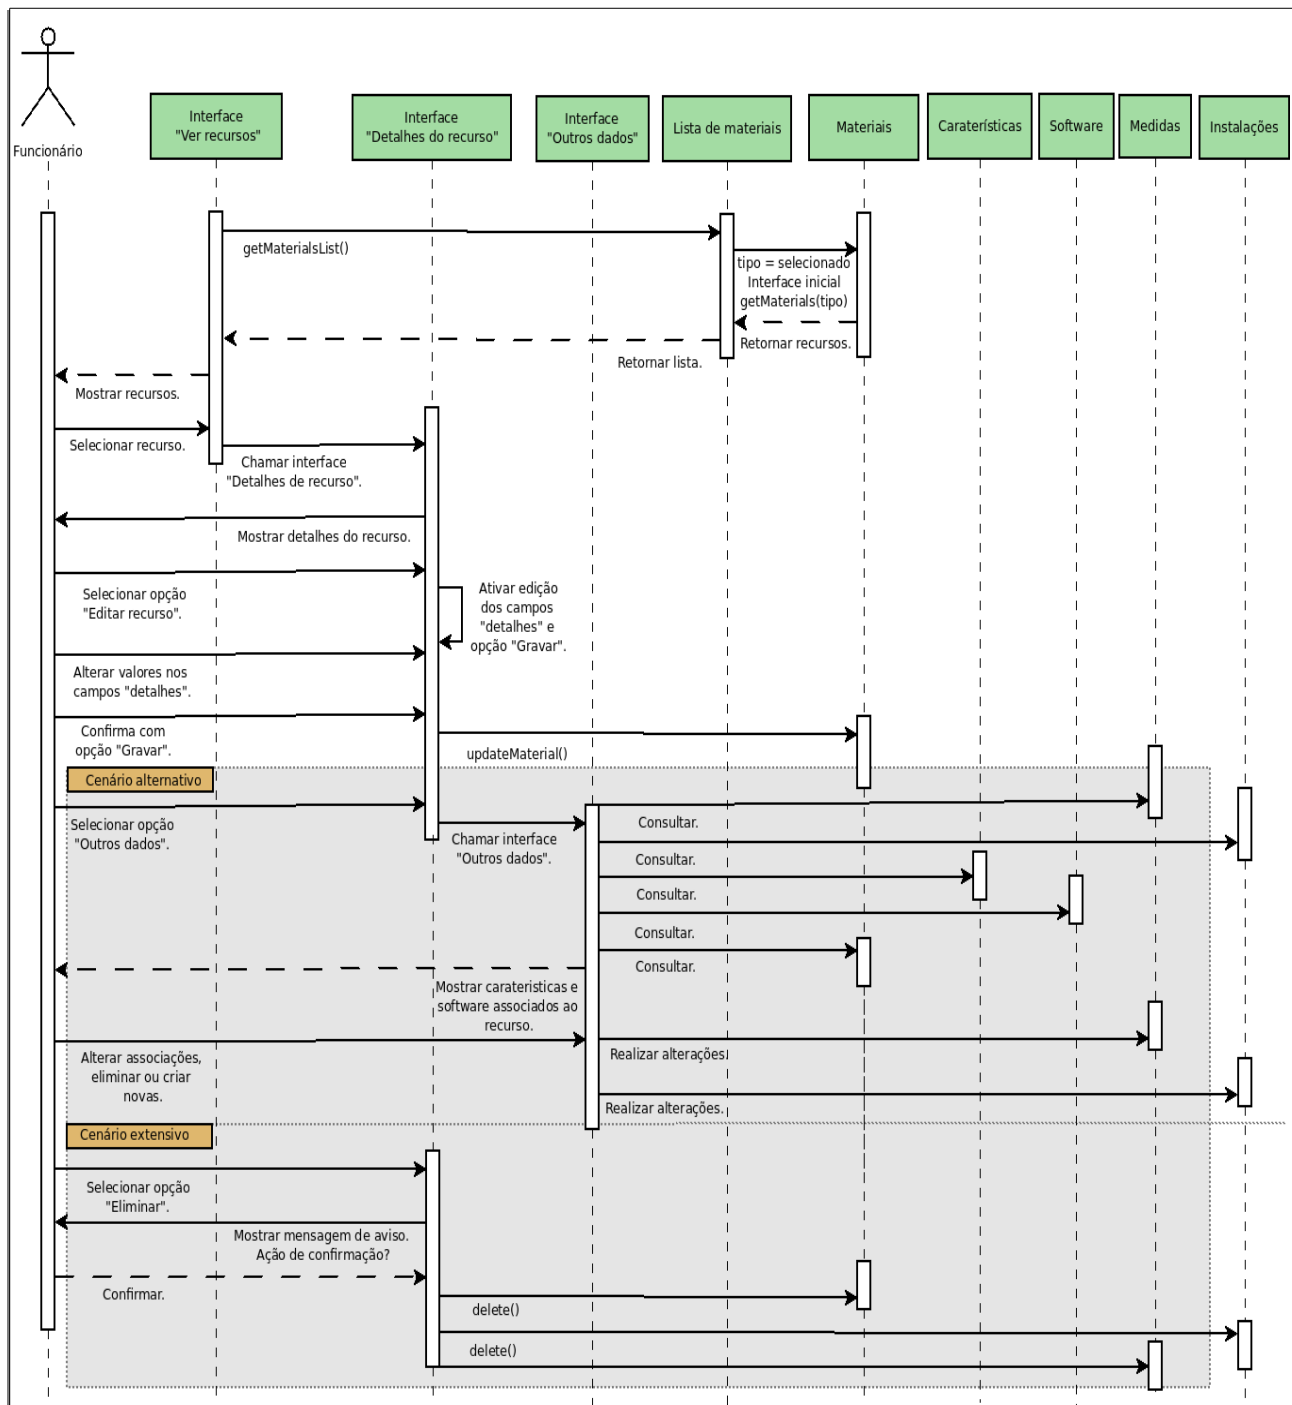 Funcionário
Interface
"Ver recursos"
Interface
"Detalhes do recurso"
Interface
"Outros dados"
Lista de materiais
Materiais
Caraterísticas
Software
Medidas
Instalações
getMaterialsList()
tipo = selecionado
Interface inicial
getMaterials(tipo)
Retornar recursos.
Retornar lista.
Mostrar recursos.
Selecionar recurso.
Chamar interface
"Detalhes de recurso".
Mostrar detalhes do recurso.
Selecionar opção
"Editar recurso".
Ativar edição
dos campos
"detalhes" e
opção "Gravar".
Alterar valores nos
campos "detalhes".
Confirma com
opção "Gravar".
updateMaterial()
Cenário alternativo
Selecionar opção
"Outros dados".
Chamar interface
"Outros dados".
Consultar.
Consultar.
Consultar.
Consultar.
Consultar.
Mostrar carateristicas e
software associados ao
recurso.
Alterar associações,
eliminar ou criar
novas.
Realizar alterações.
Realizar alterações.
Cenário extensivo
Selecionar opção
"Eliminar".
Mostrar mensagem de aviso.
Ação de confirmação?
Confirmar.
delete()
delete()